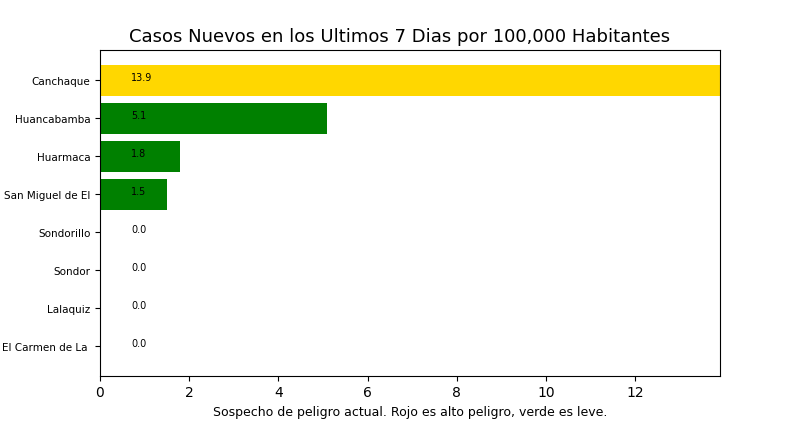 Casos Nuevos en los Ultimos 7 Dias por 100,000 Habitantes
Canchaque 13.9
Huancabamba 5.1
Huarmaca 1.8
San Miguel de El 1.5
Sondorillo 0.0
Sondor 0.0
Lalaquiz 0.0
El Carmen de La 0.0
0 2 4 6 8 10 12
Sospecho de peligro actual. Rojo es alto peligro, verde es leve.